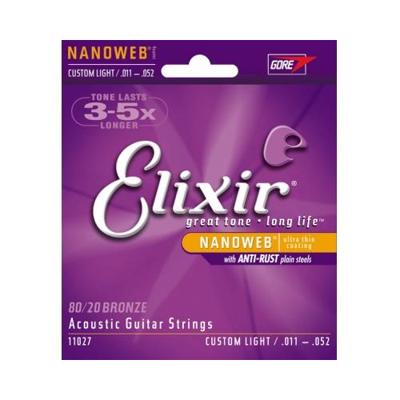 NANOWEB®
GORE
CUSTOM LIGHT / .011 – .052
TONE LASTS
3-5x
LONGER
Elixir®
great tone • long life™
NANOWEB® ultra thin
coating
with ANTI-RUST plain steels
80/20 BRONZE
Acoustic Guitar Strings
11027 CUSTOM LIGHT / .011 – .052